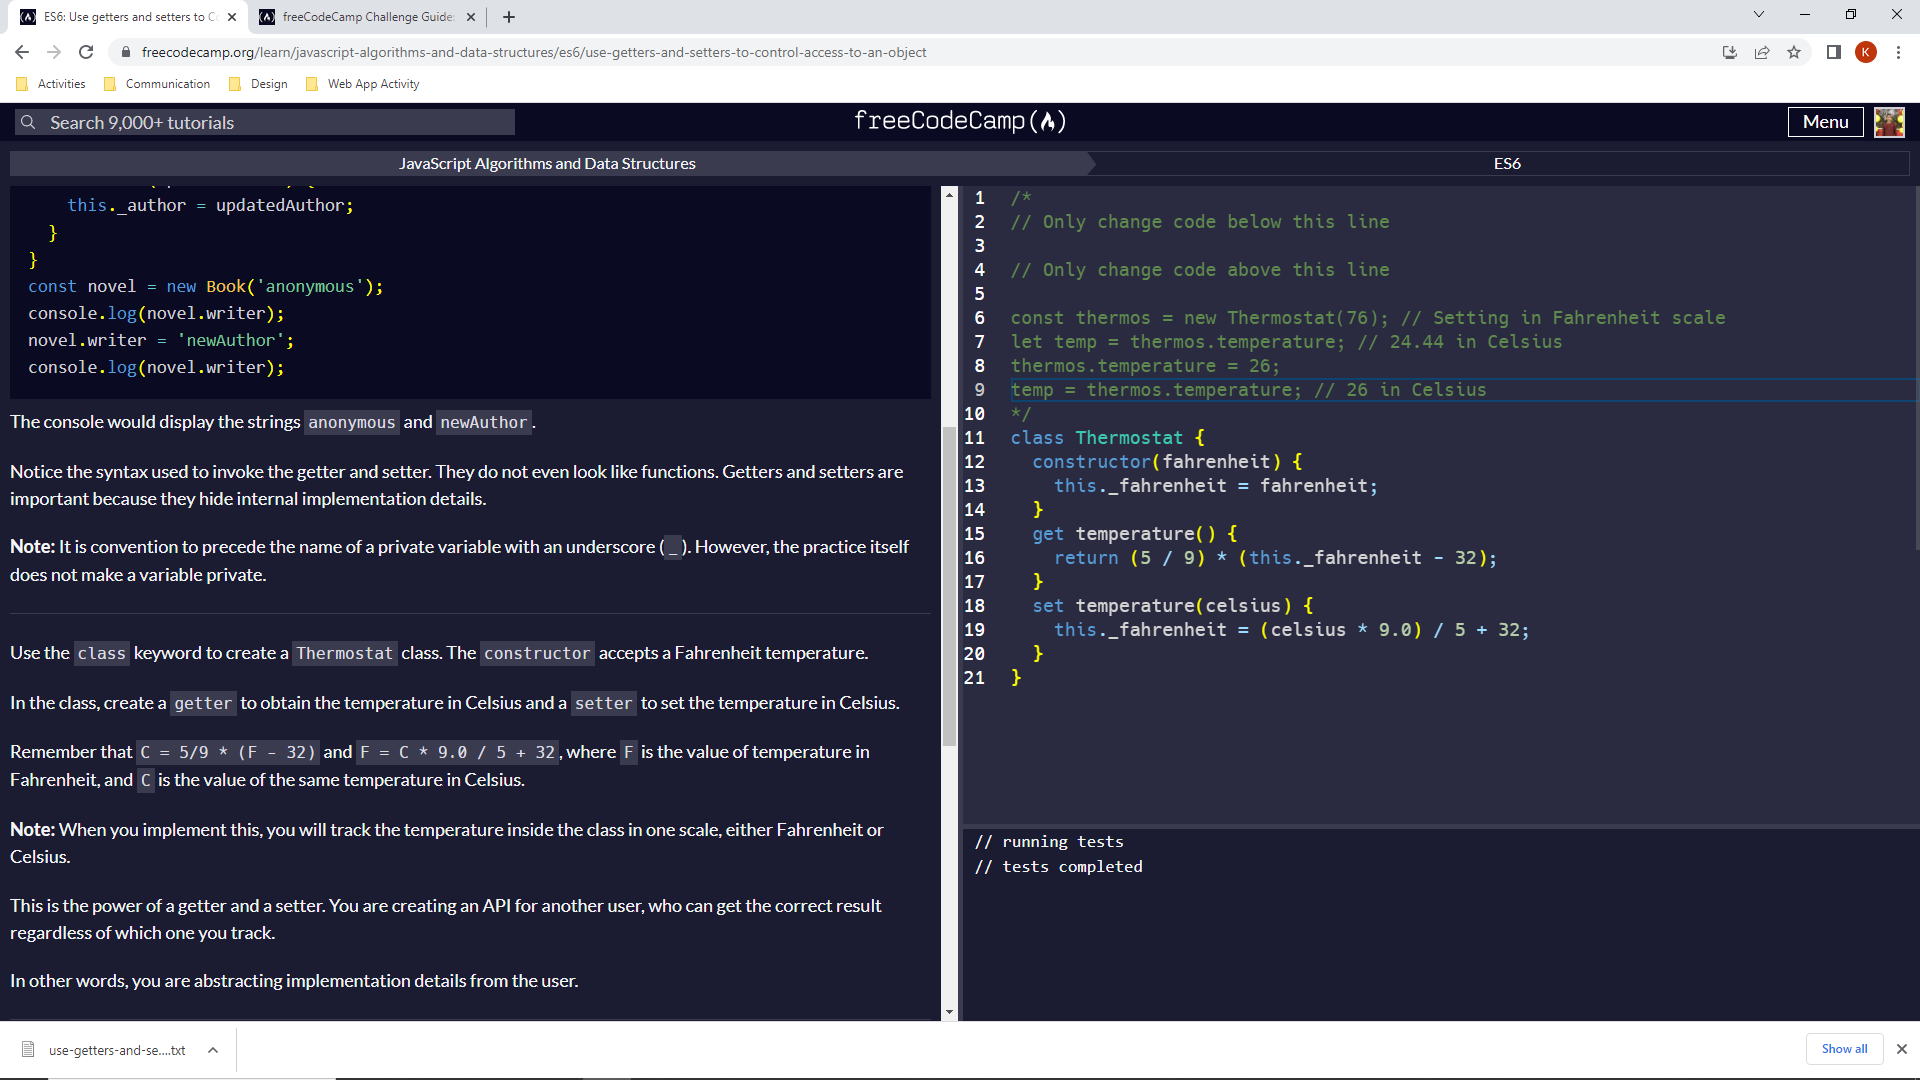 ES6: Use getters and setters to Co
freeCodeCamp Challenge Guide:
freecodecamp.org/learn/javascript-algorithms-and-data-structures/es6/use-getters-and-setters-to-control-access-to-an-object
K
Activities
Communication
Design
Web App Activity
Search 9,000+ tutorials
freeCodeCamp
Menu
JavaScript Algorithms and Data Structures
ES6
this._author = updatedAuthor;
}
}
const novel = new Book('anonymous');
console.log(novel.writer);
novel.writer = 'newAuthor';
console.log(novel.writer);
The console would display the strings anonymous and newAuthor.
Notice the syntax used to invoke the getter and setter. They do not even look like functions. Getters and setters are
important because they hide internal implementation details.
Note: It is convention to precede the name of a private variable with an underscore (_). However, the practice itself
does not make a variable private.
Use the class keyword to create a Thermostat class. The constructor accepts a Fahrenheit temperature.
In the class, create a getter to obtain the temperature in Celsius and a setter to set the temperature in Celsius.
Remember that C = 5/9 * (F - 32) and F = C * 9.0 / 5 + 32, where F is the value of temperature in
Fahrenheit, and C is the value of the same temperature in Celsius.
Note: When you implement this, you will track the temperature inside the class in one scale, either Fahrenheit or
Celsius.
This is the power of a getter and a setter. You are creating an API for another user, who can get the correct result
regardless of which one you track.
In other words, you are abstracting implementation details from the user.
1 /*
2 // Only change code below this line
3
4 // Only change code above this line
5
6 const thermos = new Thermostat(76); // Setting in Fahrenheit scale
7 let temp = thermos.temperature; // 24.44 in Celsius
8 thermos.temperature = 26;
9 temp = thermos.temperature; // 26 in Celsius
10 */
11 class Thermostat {
12 constructor(fahrenheit) {
13 this._fahrenheit = fahrenheit;
14 }
15 get temperature() {
16 return (5 / 9) * (this._fahrenheit - 32);
17 }
18 set temperature(celsius) {
19 this._fahrenheit = (celsius * 9.0) / 5 + 32;
20 }
21 }
// running tests
// tests completed
use-getters-and-se....txt
Show all